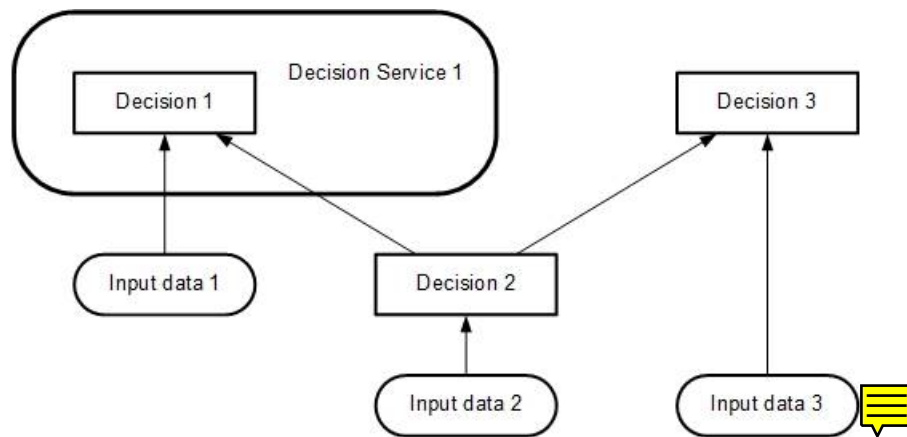 Decision Service 1
Decision 1
Decision 3
Input data 1
Decision 2
Input data 2
Input data 3